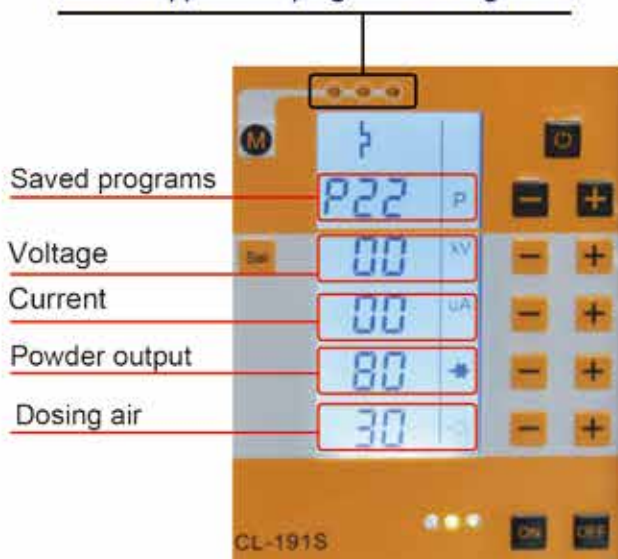 M
Saved programs
P22 P
Voltage
Sel
00 KV
Current
00 uA
Powder output
80
Dosing air
30
CL-191S
ON OFF